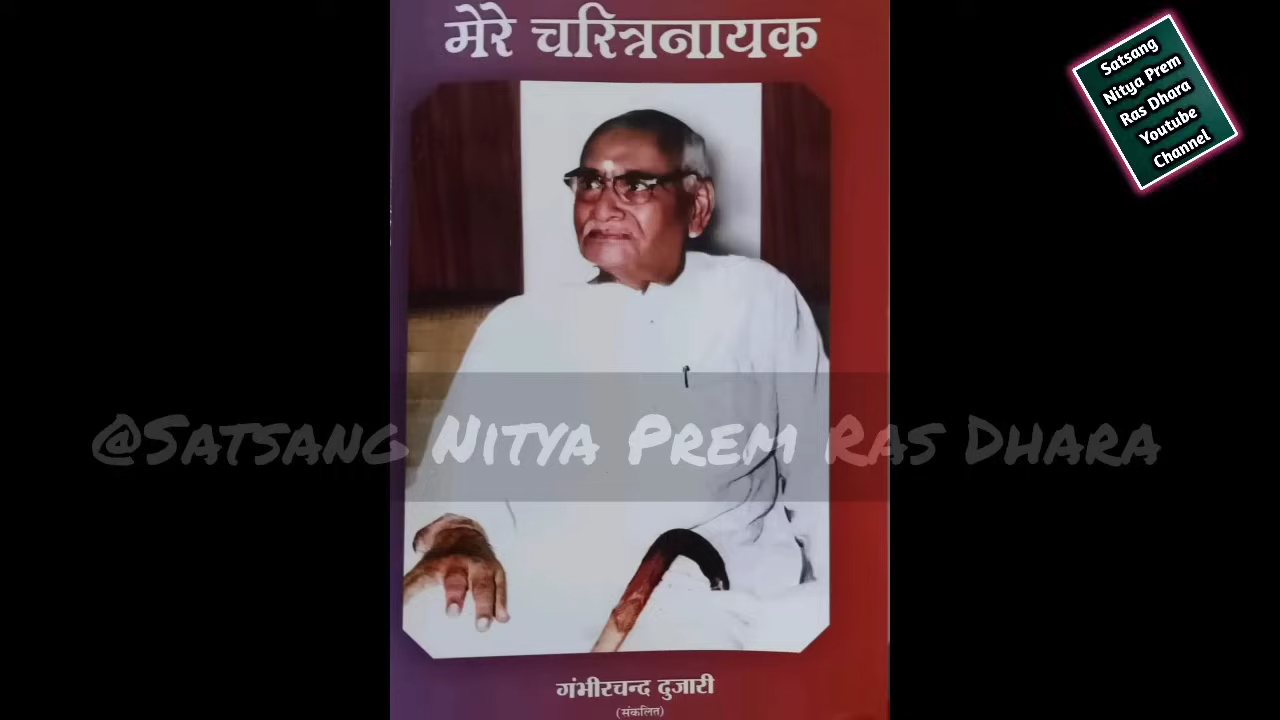 मेरे चरित्रनायक
Satsang
Nitya Prem
Ras Dhara
Youtube
Channel
@Satsang Nitya Prem Ras Dhara
गंभीरचन्द दुजारी
(संकलित)